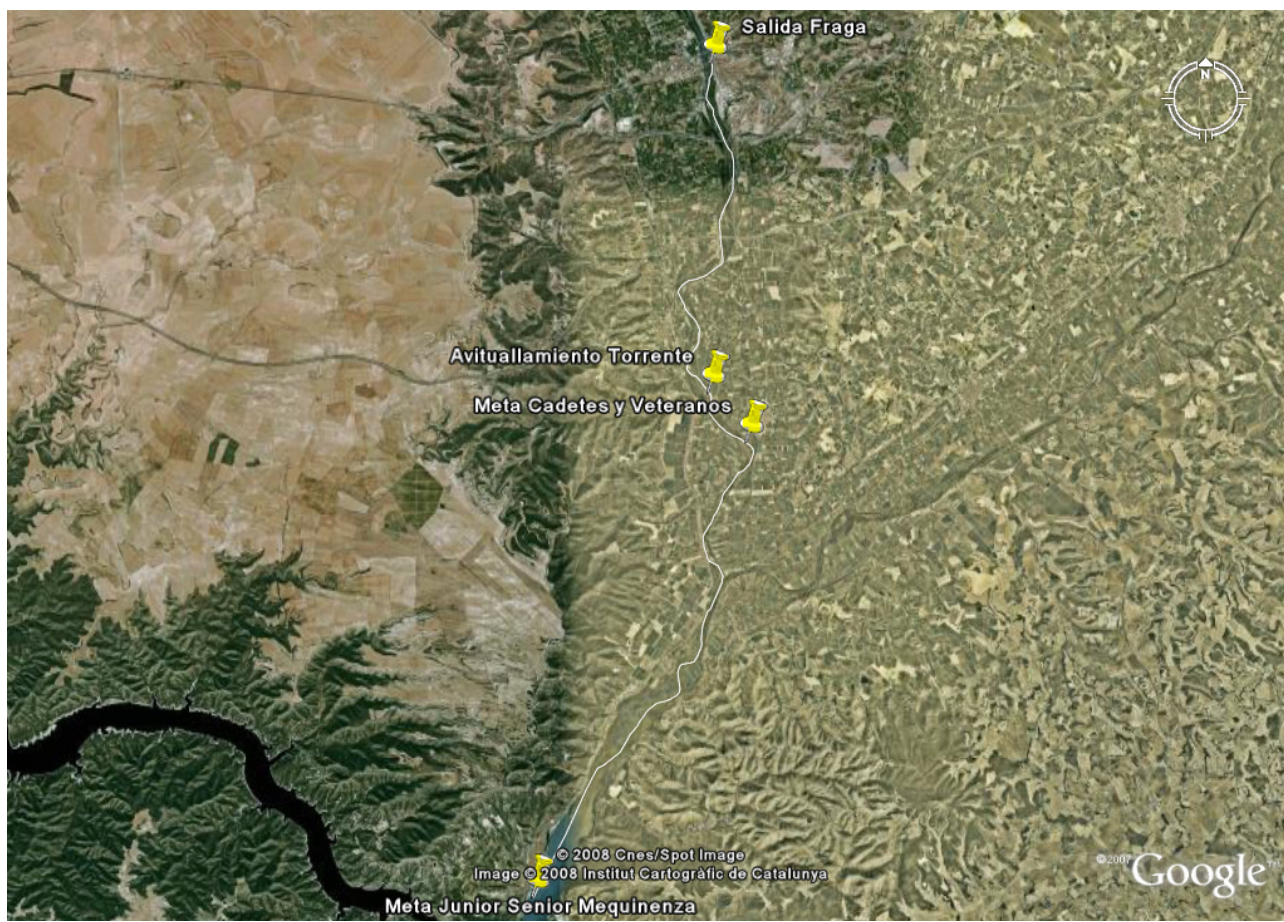 Salida Fraga
N
Avituallamiento Torrente
Meta Cadetes y Veteranos
© 2008 Cnes/Spot Image
Image © 2008 Institut Cartogràfic de Catalunya
©2007 Google™
Meta Junior Senior Mequinenza